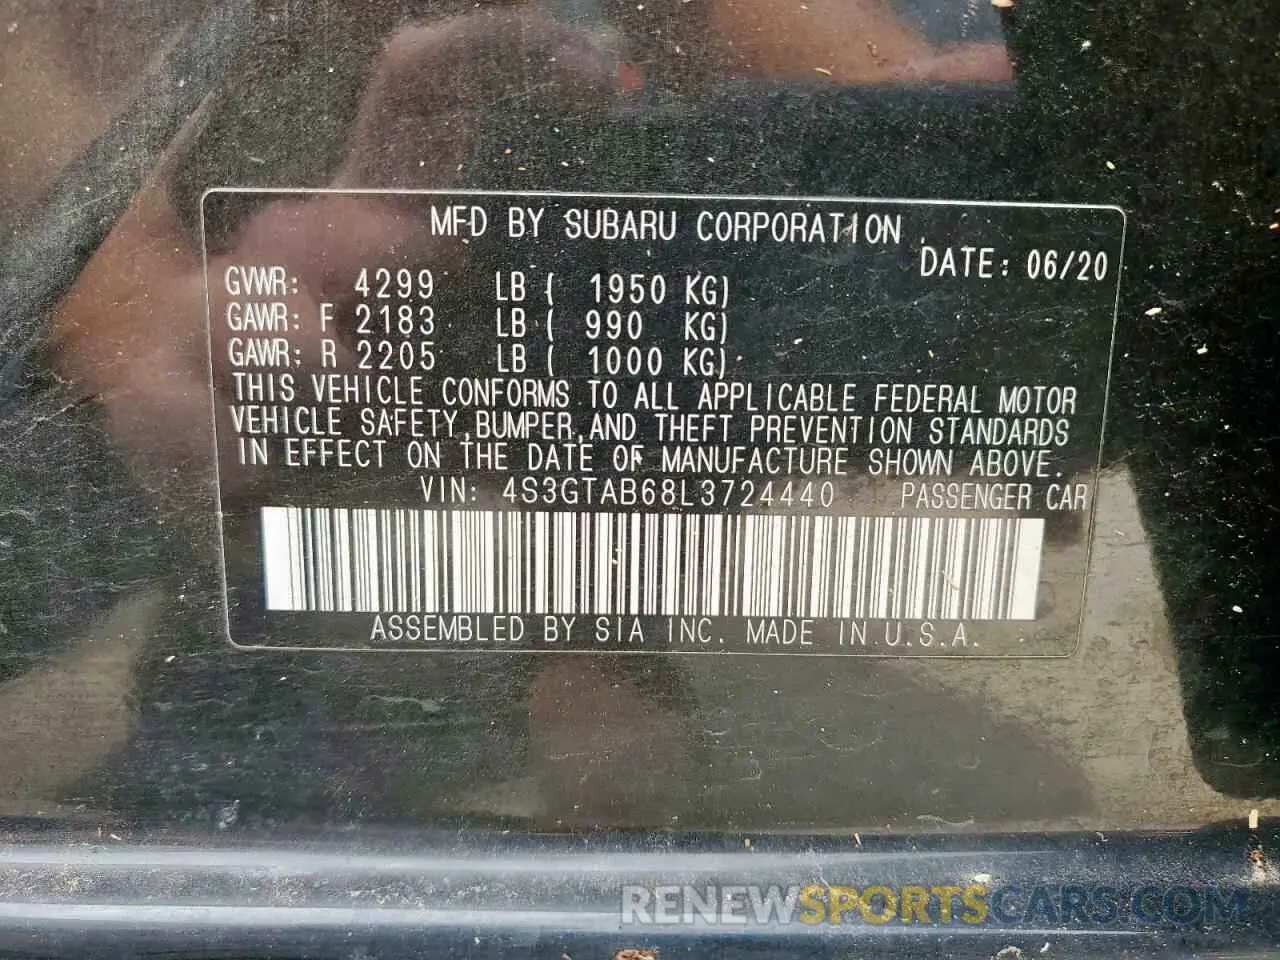 MFD BY SUBARU CORPORATION
DATE: 06/20
GVWR: 4299 LB ( 1950 KG)
GAWR: F 2183 LB ( 990 KG)
GAWR: R 2205 LB ( 1000 KG)
THIS VEHICLE CONFORMS TO ALL APPLICABLE FEDERAL MOTOR
VEHICLE SAFETY,BUMPER,AND THEFT PREVENTION STANDARDS
IN EFFECT ON THE DATE OF MANUFACTURE SHOWN ABOVE.
VIN: 4S3GTAB68L3724440 PASSENGER CAR
ASSEMBLED BY SIA INC. MADE IN U.S.A.
RENEWSPORTSCARS.COM